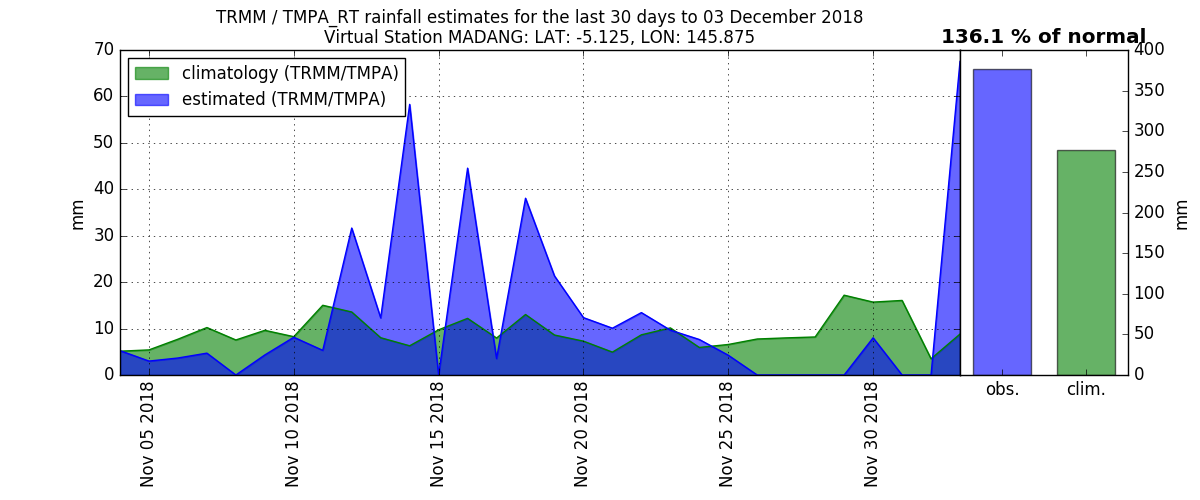 TRMM / TMPA_RT rainfall estimates for the last 30 days to 03 December 2018
Virtual Station MADANG: LAT: -5.125, LON: 145.875
136.1 % of normal
climatology (TRMM/TMPA)
estimated (TRMM/TMPA)
70
60
50
40
30
20
10
0
mm
Nov 05 2018
Nov 10 2018
Nov 15 2018
Nov 20 2018
Nov 25 2018
Nov 30 2018
obs.
clim.
400
350
300
250
200
150
100
50
0
mm